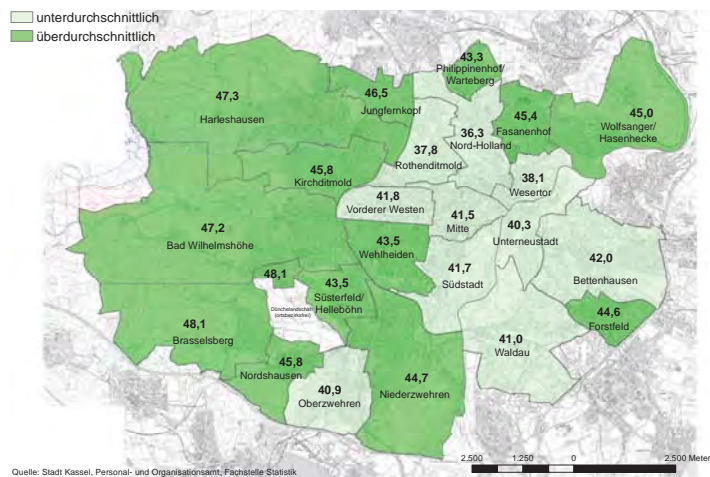 unterdurchschnittlich
überdurchschnittlich
43,3
Philippinenhof/
Warteberg
47,3
Harleshausen
46,5
Jungfernkopf
45,4
Fasanenhof
45,0
Wolfsanger/
Hasenhecke
36,3
Nord-Holland
37,8
Rothenditmold
45,8
Kirchditmold
38,1
Wesertor
41,8
Vorderer Westen
41,5
Mitte
40,3
Unterneustadt
47,2
Bad Wilhelmshöhe
43,5
Wehlheiden
41,7
Südstadt
42,0
Bettenhausen
48,1
43,5
Süsterfeld/
Helleböhn
Dönchelandschaft
(ortsbezirksfrei)
44,6
Forstfeld
48,1
Brasselsberg
41,0
Waldau
45,8
Nordshausen
40,9
Oberzwehren
44,7
Niederzwehren
2.500 1.250 0 2.500 Meter
Quelle: Stadt Kassel, Personal- und Organisationsamt, Fachstelle Statistik